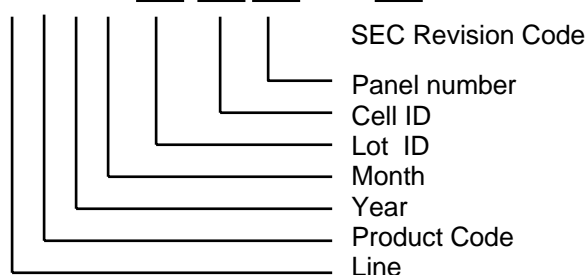 SEC Revision Code
Panel number
Cell ID
Lot ID
Month
Year
Product Code
Line